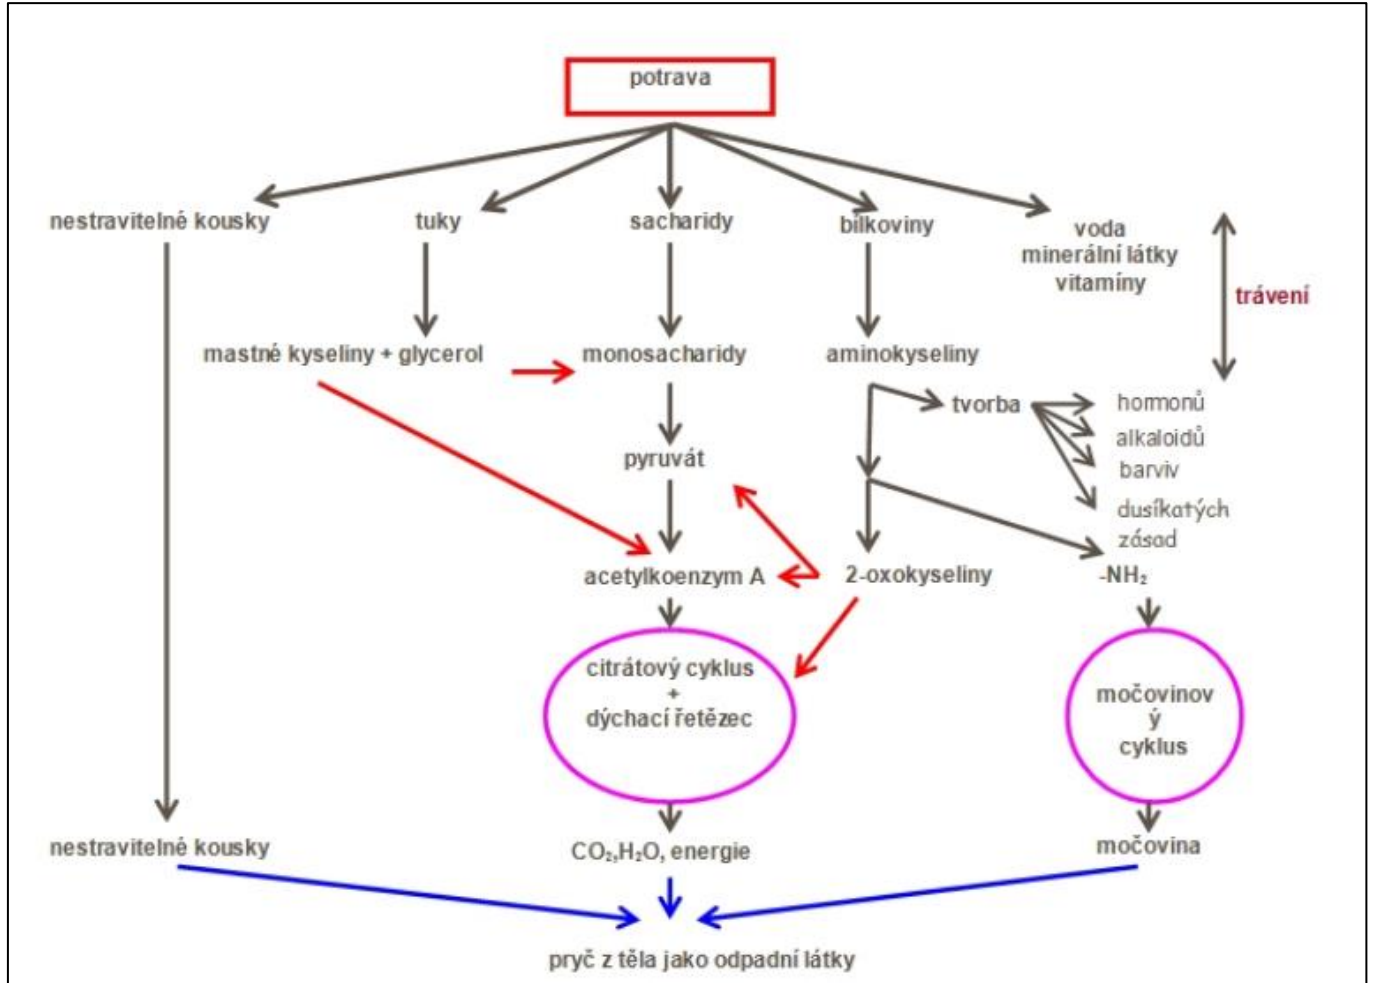 potrava
nestravitelné kousky
tuky
sacharidy
bílkoviny
voda
minerální látky
vitamíny
trávení
mastné kyseliny + glycerol
monosacharidy
aminokyseliny
tvorba
hormonů
alkaloidů
barviv
dusíkatých
zásad
pyruvát
acetylkoenzym A
2-oxokyseliny
-NH₂
citrátový cyklus
+
dýchací řetězec
močovinov
ý
cyklus
nestravitelné kousky
CO₂,H₂O, energie
močovina
pryč z těla jako odpadní látky